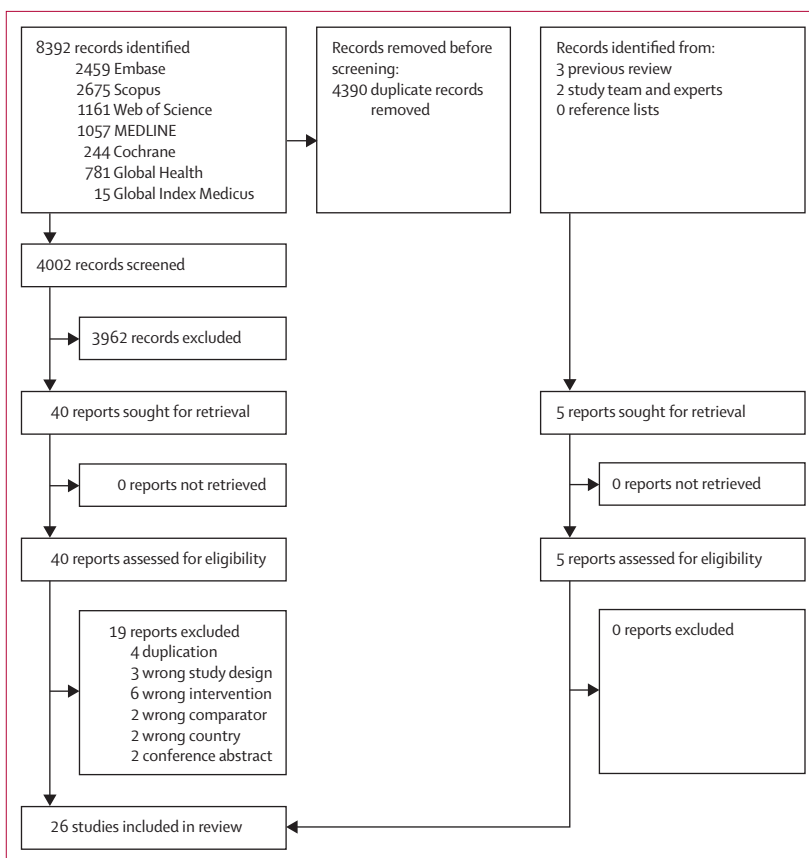 8392 records identified
2459 Embase
2675 Scopus
1161 Web of Science
1057 MEDLINE
244 Cochrane
781 Global Health
15 Global Index Medicus
Records removed before
screening:
4390 duplicate records
removed
Records identified from:
3 previous review
2 study team and experts
0 reference lists
4002 records screened
3962 records excluded
40 reports sought for retrieval
5 reports sought for retrieval
0 reports not retrieved
0 reports not retrieved
40 reports assessed for eligibility
5 reports assessed for eligibility
19 reports excluded
4 duplication
3 wrong study design
6 wrong intervention
2 wrong comparator
2 wrong country
2 conference abstract
0 reports excluded
26 studies included in review